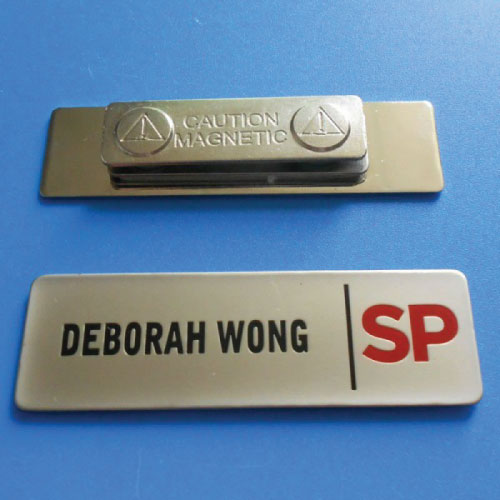 CAUTION
MAGNETIC
DEBORAH WONG
SP